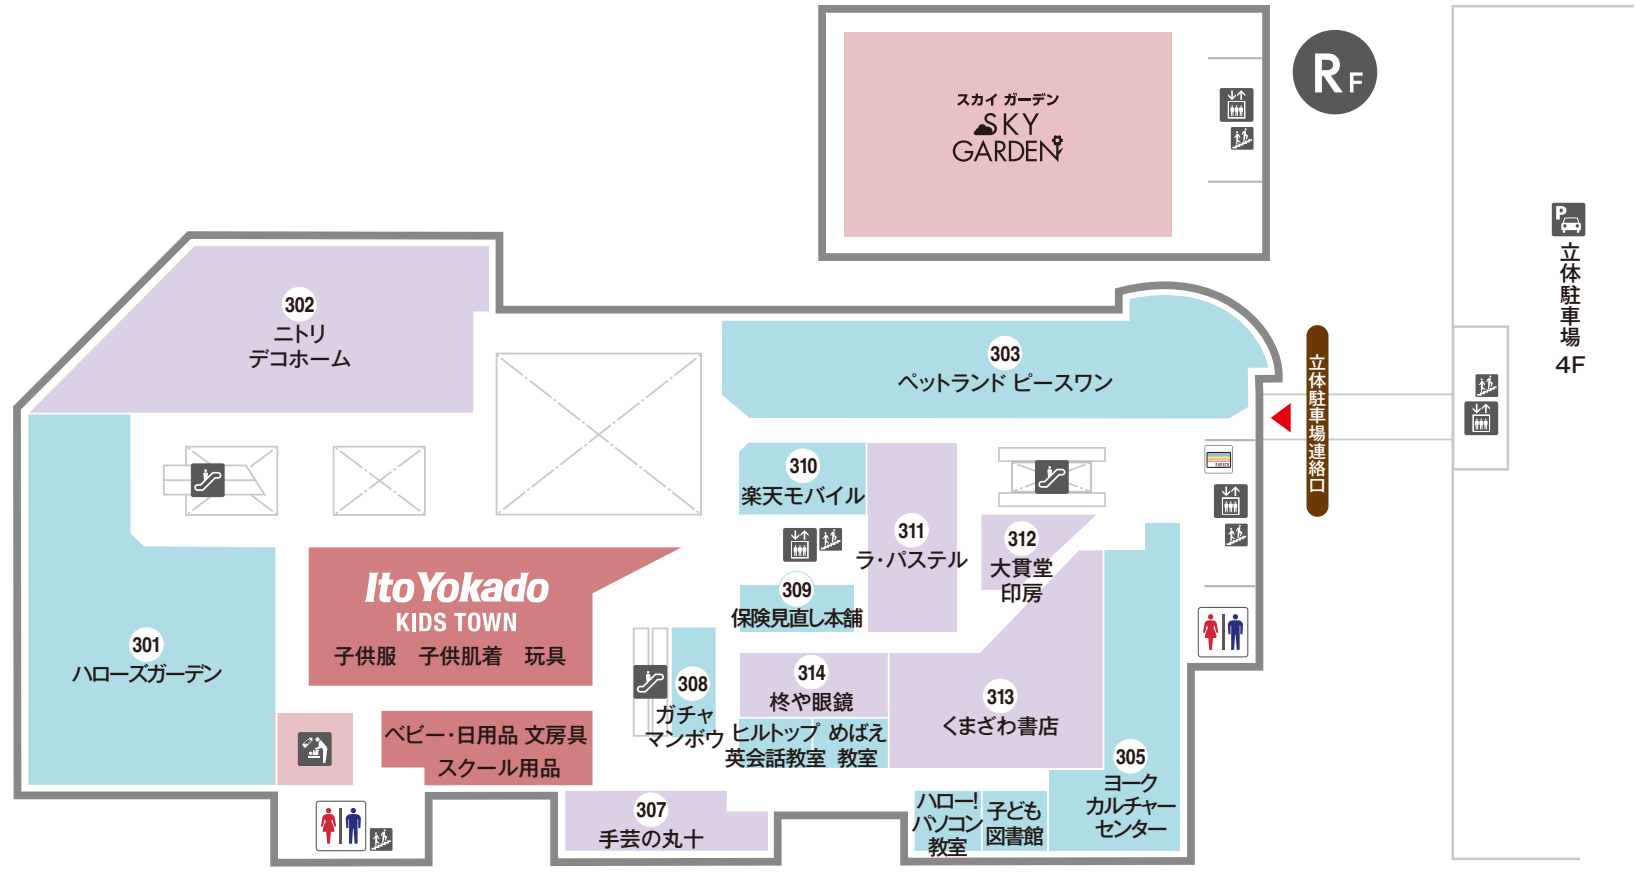 スカイ ガーデン
SKY
GARDEN
RF
P
立体駐車場
4F
302
ニトリ
デコホーム
303
ペットランド ピースワン
立体駐車場連絡口
310
楽天モバイル
311
ラ・パステル
312
大貫堂
印房
309
保険見直し本舗
Ito Yokado
KIDS TOWN
子供服 子供肌着 玩具
301
ハローズガーデン
308
ガチャ
マンボウ
314
柊や眼鏡
313
くまざわ書店
ヒルトップ
英会話教室
めばえ
教室
ベビー・日用品 文房具
スクール用品
305
ヨーク
カルチャー
センター
307
手芸の丸十
ハロー!
パソコン
教室
子ども
図書館